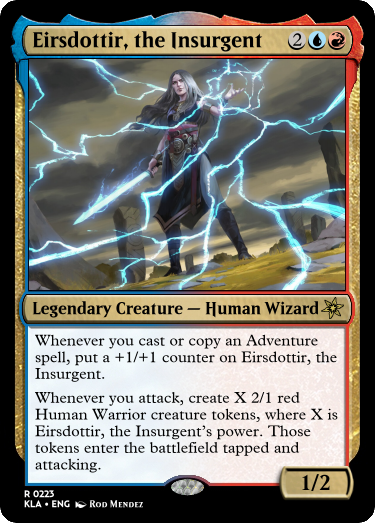 Eirsdottir, the Insurgent 2
Legendary Creature — Human Wizard
Whenever you cast or copy an Adventure
spell, put a +1/+1 counter on Eirsdottir, the
Insurgent.
Whenever you attack, create X 2/1 red
Human Warrior creature tokens, where X is
Eirsdottir, the Insurgent's power. Those
tokens enter the battlefield tapped and
attacking.
1/2
R 0223
KLA • ENG Rod Mendez